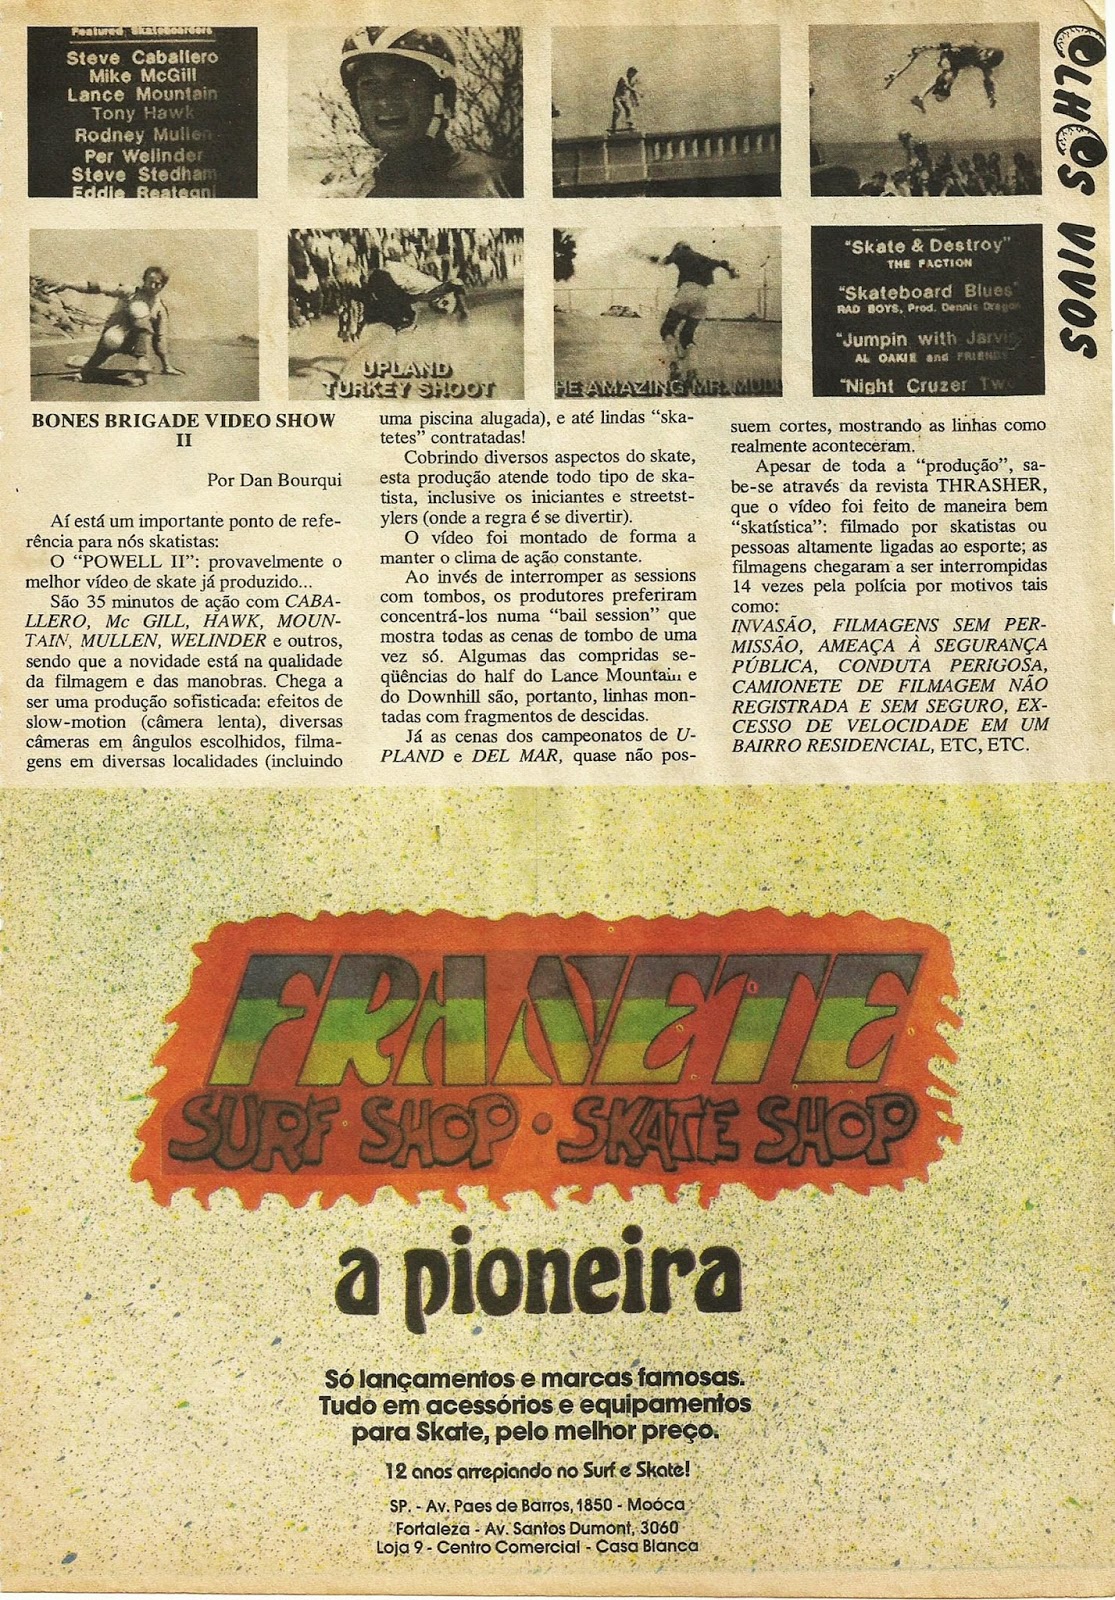 Featured Skateboarders
Steve Caballero
Mike McGill
Lance Mountain
Tony Hawk
Rodney Mullen
Per Welinder
Steve Stedham
Eddie Reategui
OLHOS VIVOS
UPLAND
TURKEY SHOOT
HE AMAZING MR. MUD
"Skate & Destroy"
THE FACTION
"Skateboard Blues"
RAD BOYS, Prod. Dennis Dragon
"Jumpin with Jarvis
AL OAKIE and FRIENDS
"Night Cruzer Two
BONES BRIGADE VIDEO SHOW
II
Por Dan Bourqui
Aí está um importante ponto de refe-
rência para nós skatistas:
O “POWELL II”: provavelmente o
melhor vídeo de skate já produzido...
São 35 minutos de ação com CABA-
LLERO, Mc GILL, HAWK, MOUN-
TAIN, MULLEN, WELINDER e outros,
sendo que a novidade está na qualidade
da filmagem e das manobras. Chega a
ser uma produção sofisticada: efeitos de
slow-motion (câmera lenta), diversas
câmeras em ângulos escolhidos, filma-
gens em diversas localidades (incluindo
uma piscina alugada), e até lindas “ska-
tetes” contratadas!
Cobrindo diversos aspectos do skate,
esta produção atende todo tipo de ska-
tista, inclusive os iniciantes e streetst-
ylers (onde a regra é se divertir).
O vídeo foi montado de forma a
manter o clima de ação constante.
Ao invés de interromper as sessions
com tombos, os produtores preferiram
concentrá-los numa “bail session” que
mostra todas as cenas de tombo de uma
vez só. Algumas das compridas se-
qüências do half do Lance Mountain e
do Downhill são, portanto, linhas mon-
tadas com fragmentos de descidas.
Já as cenas dos campeonatos de U-
PLAND e DEL MAR, quase não pos-
suem cortes, mostrando as linhas como
realmente aconteceram.
Apesar de toda a “produção”, sa-
be-se através da revista THRASHER,
que o vídeo foi feito de maneira bem
“skatística”: filmado por skatistas ou
pessoas altamente ligadas ao esporte; as
filmagens chegaram a ser interrompidas
14 vezes pela polícia por motivos tais
como:
INVASÃO, FILMAGENS SEM PER-
MISSÃO, AMEAÇA À SEGURANÇA
PÚBLICA, CONDUTA PERIGOSA,
CAMIONETE DE FILMAGEM NÃO
REGISTRADA E SEM SEGURO, EX-
CESSO DE VELOCIDADE EM UM
BAIRRO RESIDENCIAL, ETC, ETC.
FRANETE
SURF SHOP • SKATE SHOP
a pioneira
Só lançamentos e marcas famosas.
Tudo em acessórios e equipamentos
para Skate, pelo melhor preço.
12 anos arrepiando no Surf e Skate!
SP. - Av. Paes de Barros, 1850 - Moóca
Fortaleza - Av. Santos Dumont, 3060
Loja 9 - Centro Comercial - Casa Blanca